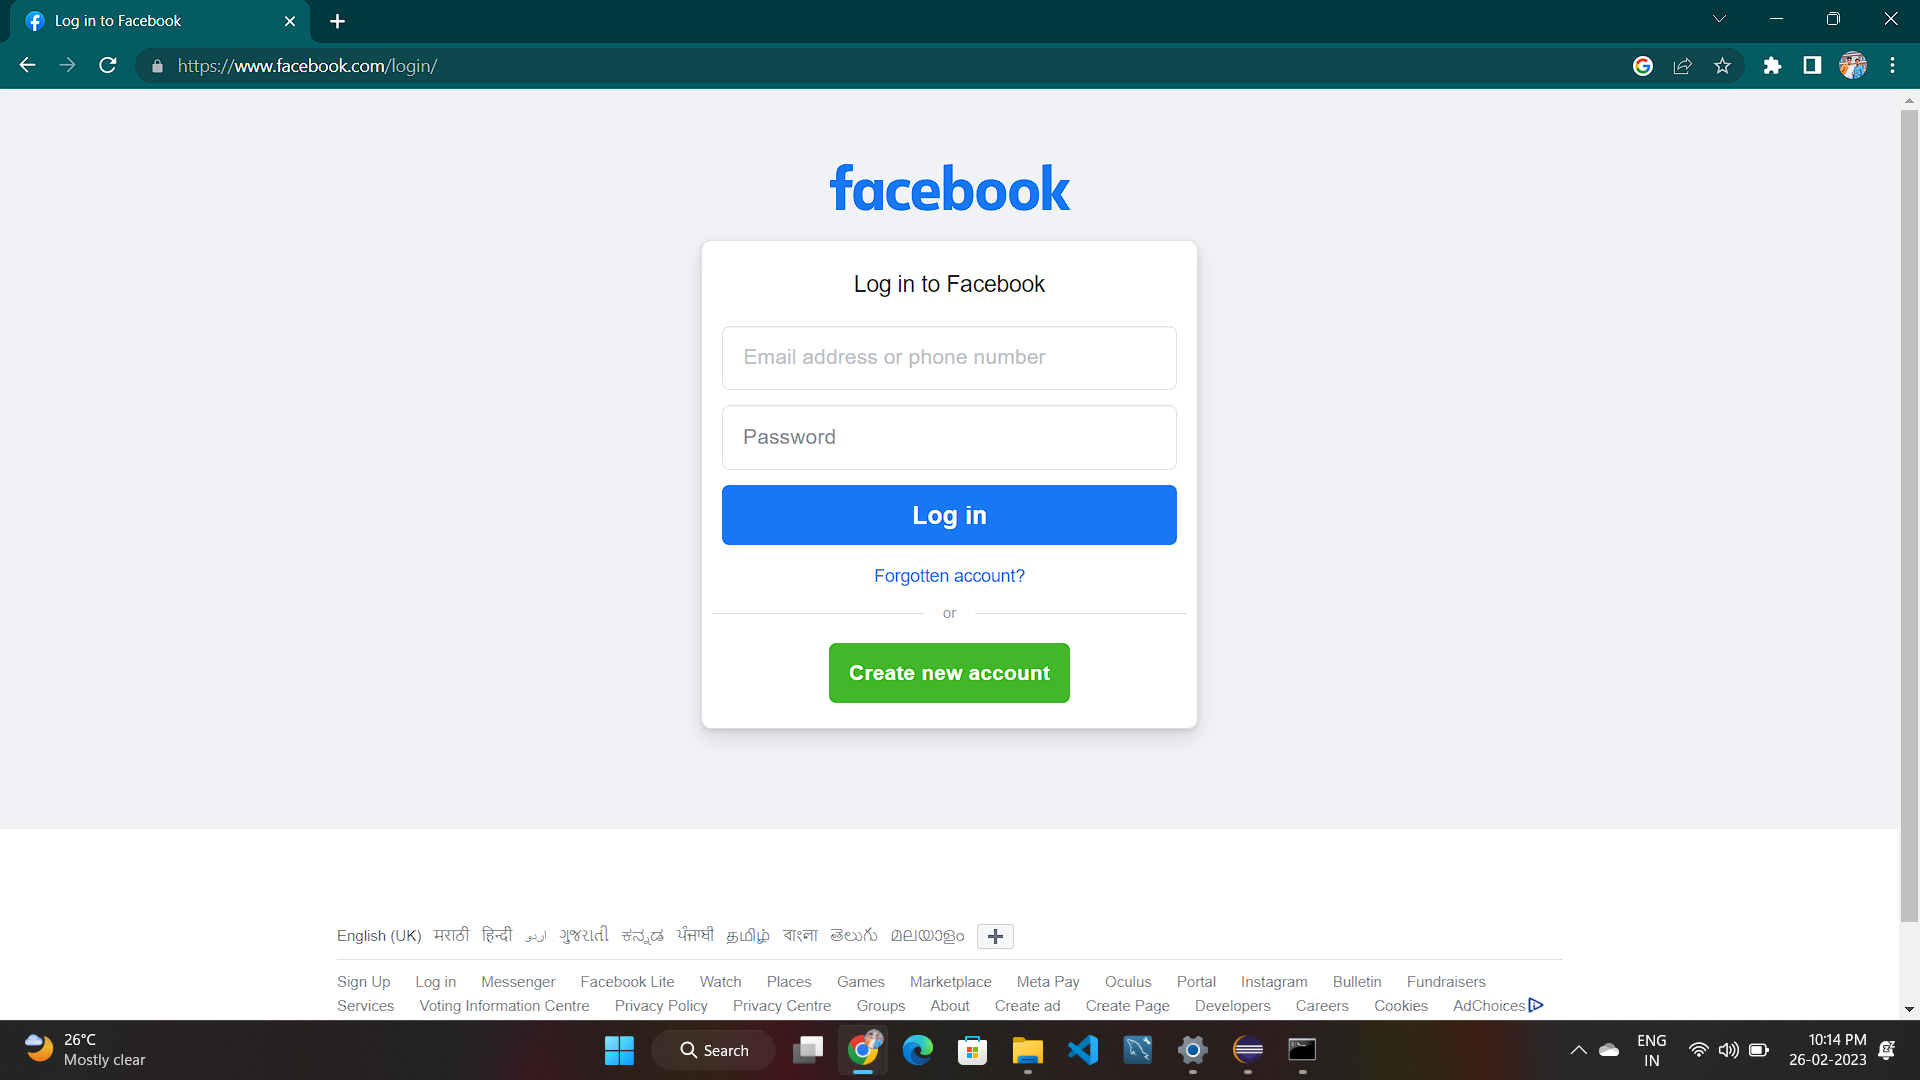 Log in to Facebook
https://www.facebook.com/login/
facebook
Log in to Facebook
Email address or phone number
Password
Log in
Forgotten account?
or
Create new account
English (UK) मराठी हिन्दी اردو ગુજરાતી ಕನ್ನಡ ਪੰਜਾਬੀ தமிழ் বাংলা తెలుగు മലയാളം
Sign Up Log in Messenger Facebook Lite Watch Places Games Marketplace Meta Pay Oculus Portal Instagram Bulletin Fundraisers
Services Voting Information Centre Privacy Policy Privacy Centre Groups About Create ad Create Page Developers Careers Cookies AdChoices
26°C
Mostly clear
Search
ENG
IN
10:14 PM
26-02-2023